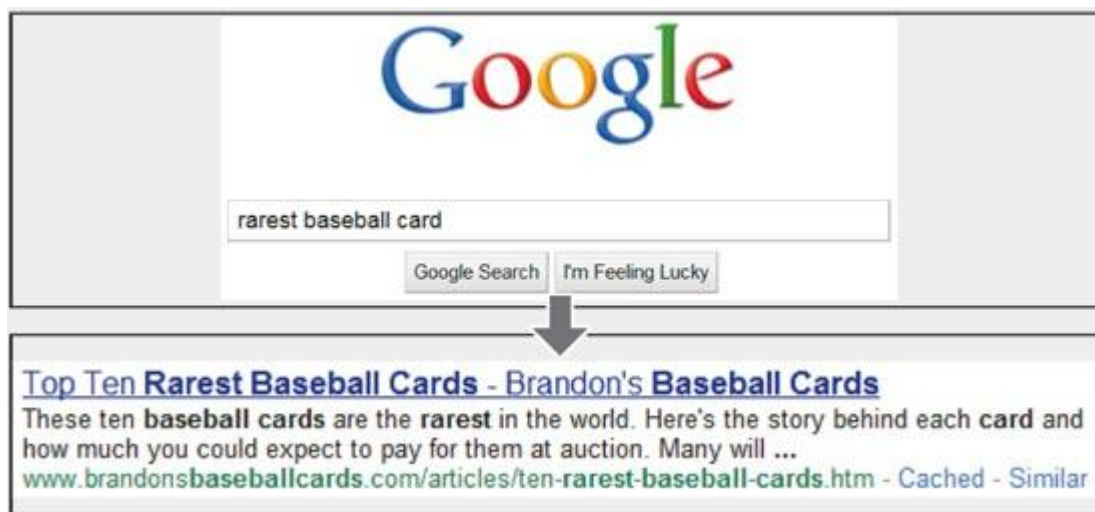 Google
rarest baseball card
Google Search I'm Feeling Lucky
Top Ten Rarest Baseball Cards - Brandon's Baseball Cards
These ten baseball cards are the rarest in the world. Here's the story behind each card and
how much you could expect to pay for them at auction. Many will ...
www.brandonsbaseballcards.com/articles/ten-rarest-baseball-cards.htm - Cached - Similar